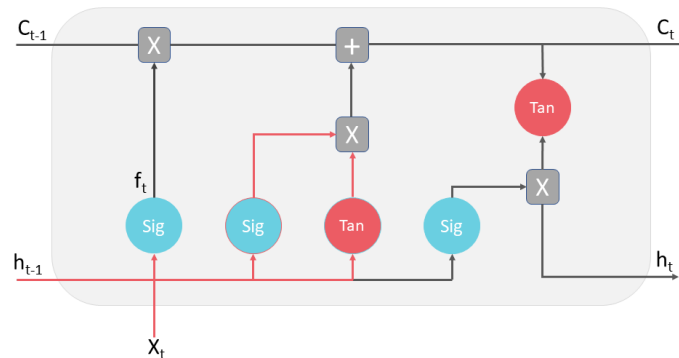 C_{t-1}
C_t
X
+
Tan
X
X
f_t
Sig
Sig
Tan
Sig
h_{t-1}
h_t
X_t